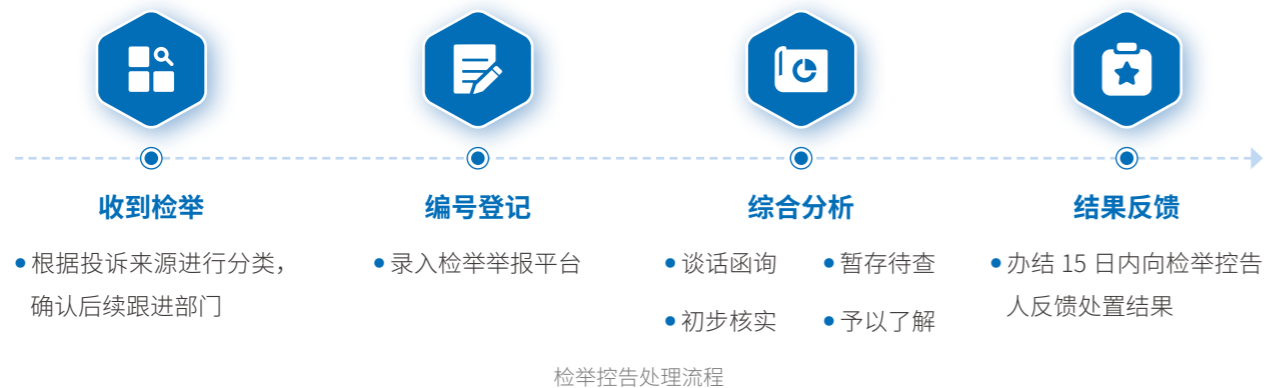 收到检举
编号登记
综合分析
结果反馈
根据投诉来源进行分类，
确认后续跟进部门
录入检举举报平台
谈话函询
暂存待查
初步核实
予以了解
办结 15 日内向检举控告
人反馈处置结果
检举控告处理流程